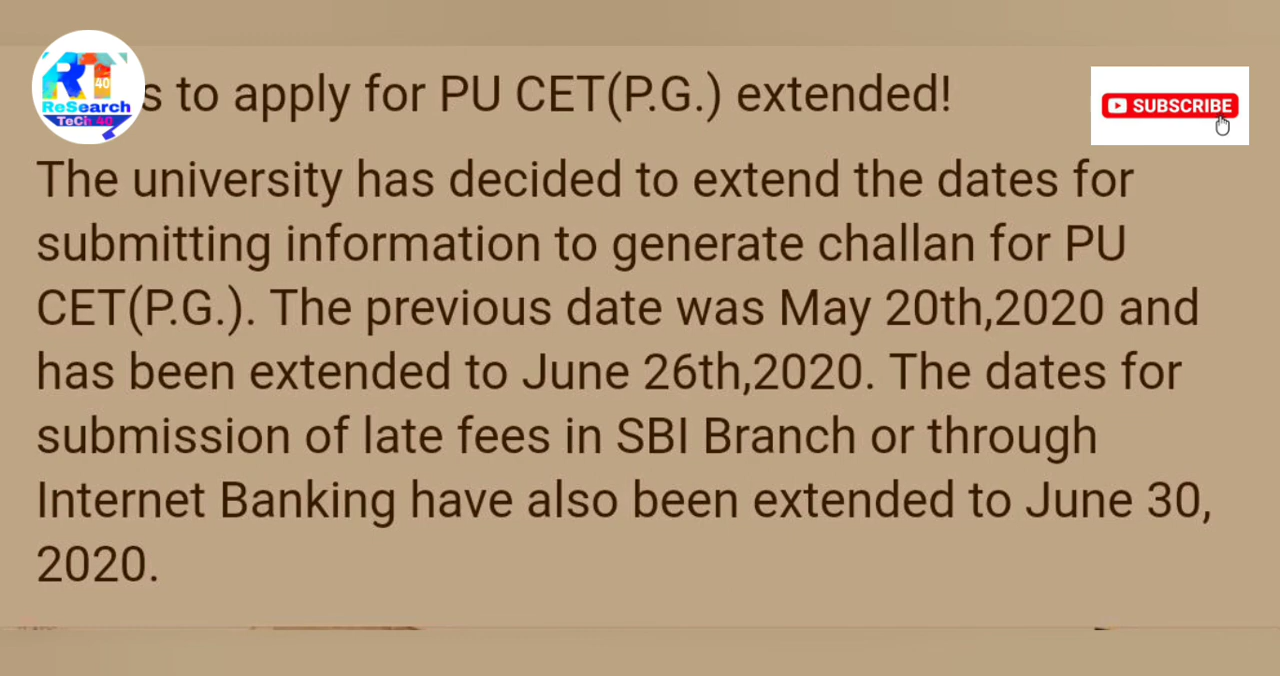 s to apply for PU CET(P.G.) extended!
RT
40
ReSearch
TeCh 40
SUBSCRIBE
The university has decided to extend the dates for
submitting information to generate challan for PU
CET(P.G.). The previous date was May 20th,2020 and
has been extended to June 26th,2020. The dates for
submission of late fees in SBI Branch or through
Internet Banking have also been extended to June 30,
2020.